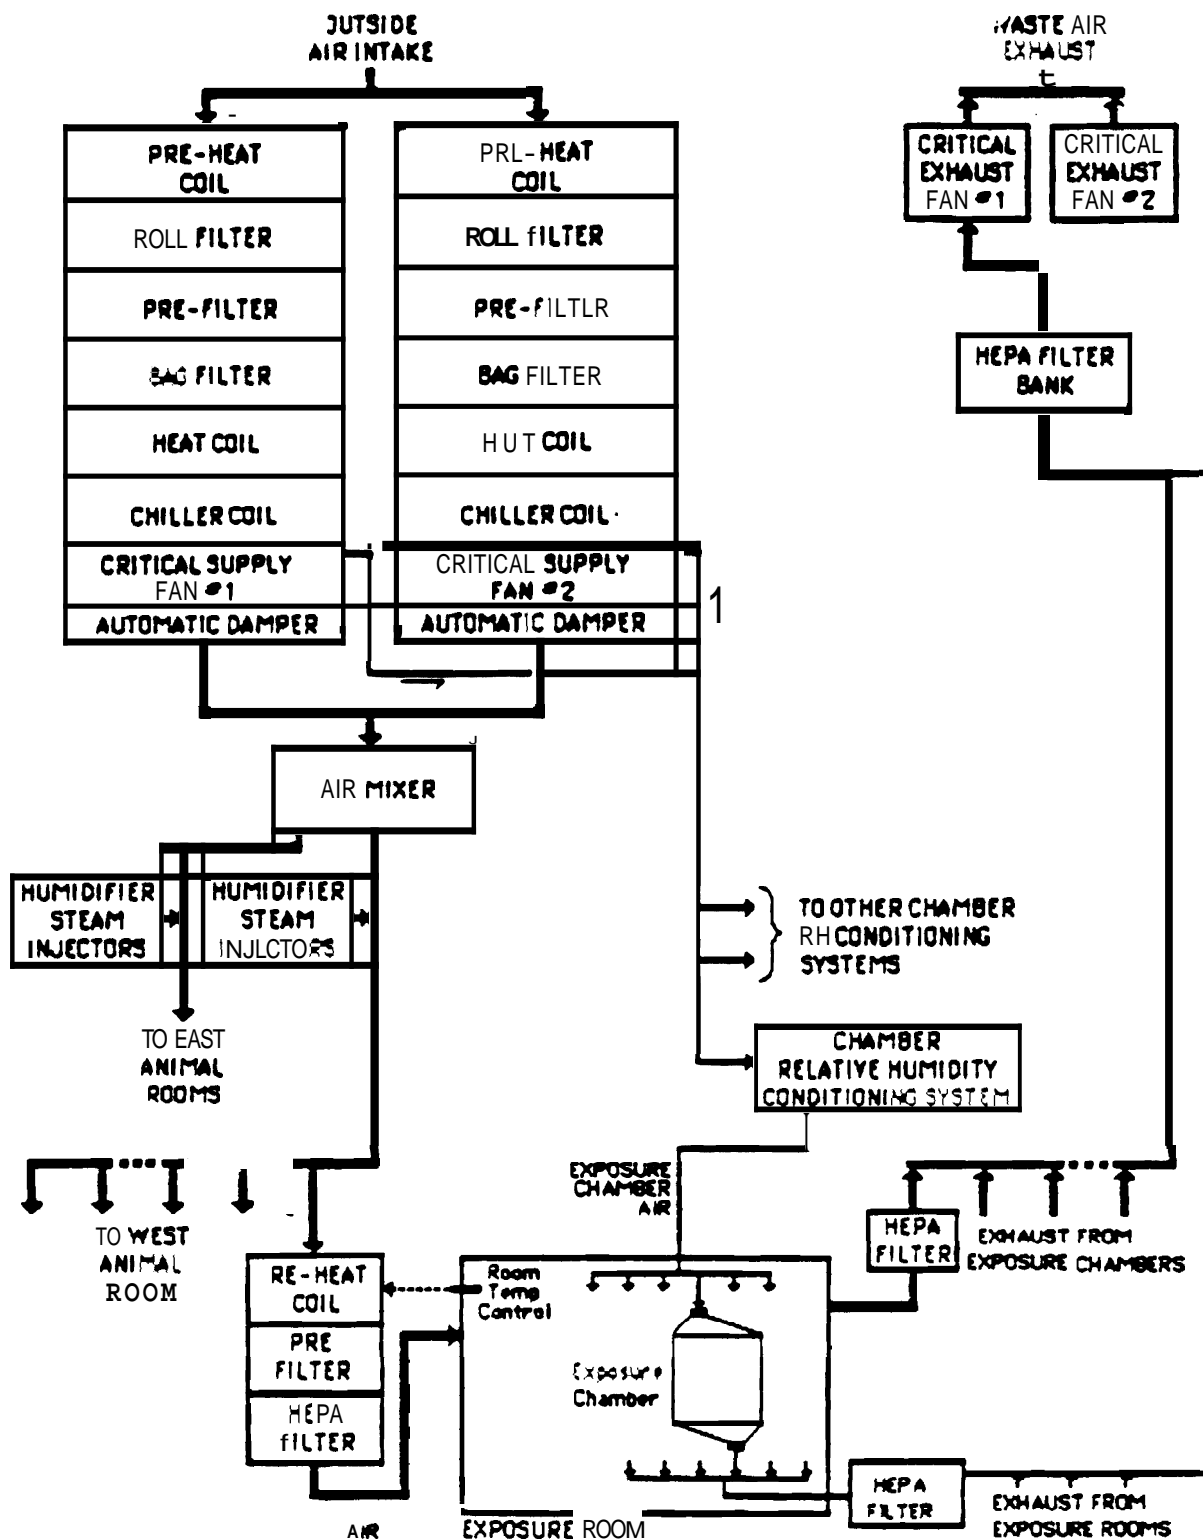 OUTSIDE
AIR INTAKE
WASTE AIR
EXHAUST
t
PRE-HEAT
COIL
ROLL FILTER
PRE-FILTER
BAG FILTER
HEAT COIL
CHILLER COIL
CRITICAL SUPPLY
FAN #1
AUTOMATIC DAMPER
PRL-HEAT
COIL
ROLL fILTER
PRE-FILTLR
BAG FILTER
HUT COIL
CHILLER COIL.
CRITICAL SUPPLY
FAN #2
AUTOMATIC DAMPER
1
CRITICAL
EXHAUST
FAN #1
CRITICAL
EXHAUST
FAN #2
HEPA FILTER
BANK
AIR MIXER
HUMIDIFIER
STEAM
INJECTORS
HUMIDIFIER
STEAM
INJLCTORS
TO EAST
ANIMAL
ROOMS
TO OTHER CHAMBER
RH CONDITIONING
SYSTEMS
CHAMBER
RELATIVE HUMIDITY
CONDITIONING SYSTEM
EXPOSURE
CHAMBER
AIR
TO WEST
ANIMAL
ROOM
RE-HEAT
COIL
PRE
FILTER
HEPA
fILTER
Room
Temp
Control
Exposure
Chamber
HEPA
FILTER
EXHAUST FROM
EXPOSURE CHAMBERS
HEPA
FILTER
EXHAUST FROM
EXPOSURE ROOMS
AIR
EXPOSURE ROOM